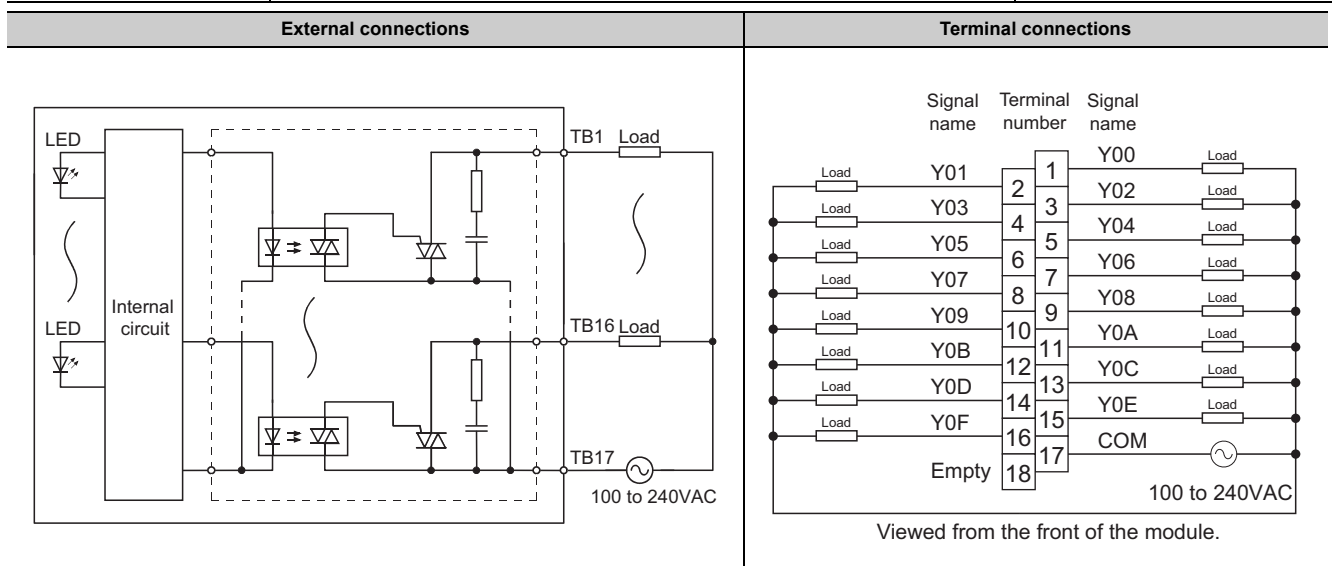 External connections
Terminal connections
LED
LED
Internal
circuit
TB1 Load
TB16 Load
TB17
100 to 240VAC
Signal name
Terminal number
Signal name
1 Y00 Load
Load Y01 2
3 Y02 Load
Load Y03 4
5 Y04 Load
Load Y05 6
7 Y06 Load
Load Y07 8
9 Y08 Load
Load Y09 10
11 Y0A Load
Load Y0B 12
13 Y0C Load
Load Y0D 14
15 Y0E Load
Load Y0F 16
17 COM
Empty 18
100 to 240VAC
Viewed from the front of the module.